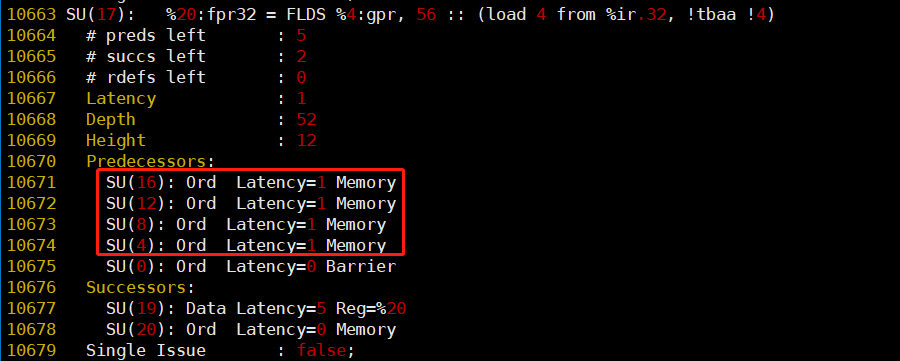 10663 SU(17):   %20:fpr32 = FLDS %4:gpr, 56 :: (load 4 from %ir.32, !tbaa !4)
10664   # preds left       : 5
10665   # succs left       : 2
10666   # rdefs left       : 0
10667   Latency            : 1
10668   Depth              : 52
10669   Height             : 12
10670   Predecessors:
10671     SU(16): Ord  Latency=1 Memory
10672     SU(12): Ord  Latency=1 Memory
10673     SU(8): Ord  Latency=1 Memory
10674     SU(4): Ord  Latency=1 Memory
10675     SU(0): Ord  Latency=0 Barrier
10676   Successors:
10677     SU(19): Data Latency=5 Reg=%20
10678     SU(20): Ord  Latency=0 Memory
10679   Single Issue       : false;